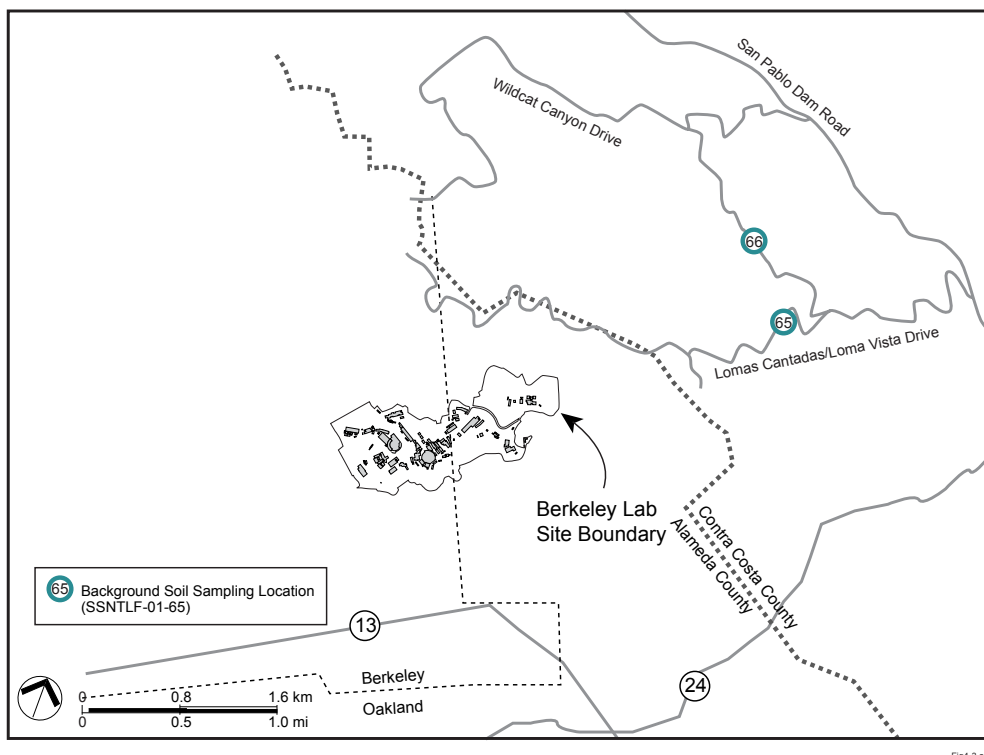 San Pablo Dam Road
Wildcat Canyon Drive
66
65
Lomas Cantadas/Loma Vista Drive
Berkeley Lab
Site Boundary
Contra Costa County
Alameda County
65 Background Soil Sampling Location
(SSNTLF-01-65)
13
24
Berkeley
Oakland
0 0.8 1.6 km
0 0.5 1.0 mi